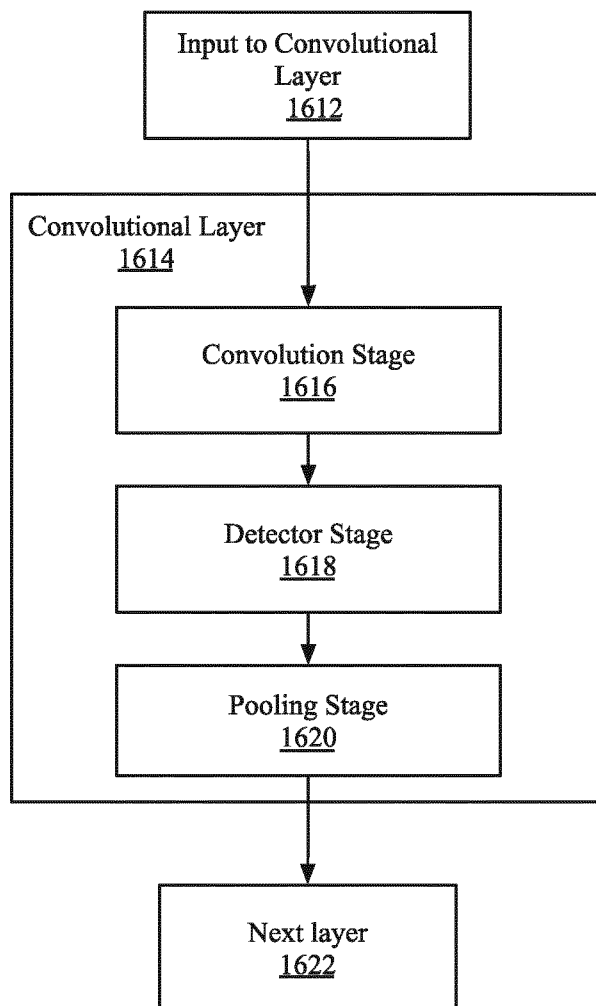 Input to Convolutional
Layer
1612
Convolutional Layer
1614
Convolution Stage
1616
Detector Stage
1618
Pooling Stage
1620
Next layer
1622